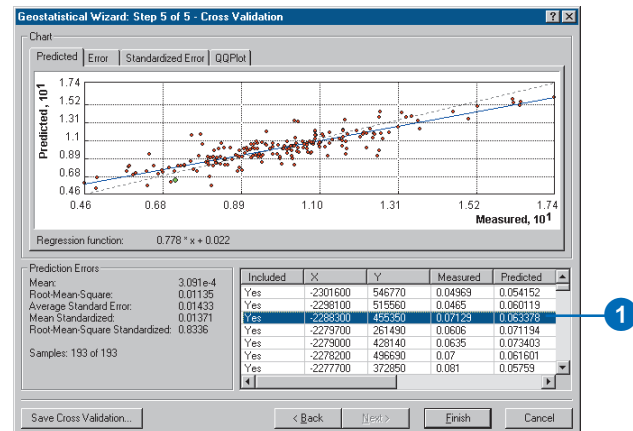 Geostatistical Wizard: Step 5 of 5 - Cross Validation
Chart
Predicted Error Standardized Error QQPlot
Predicted, 10¹
1.74
1.52
1.31
1.1
0.89
0.68
0.46
0.46 0.68 0.89 1.10 1.31 1.52 1.74
Measured, 10¹
Regression function: 0.778 * x + 0.022
Prediction Errors
Mean: 3.091e-4
Root-Mean-Square: 0.01135
Average Standard Error: 0.01433
Mean Standardized: 0.01371
Root-Mean-Square Standardized: 0.8336
Samples: 193 of 193
Included X Y Measured Predicted
Yes -2301600 546770 0.04969 0.054152
Yes -2298100 515560 0.0465 0.060119
Yes -2288300 455350 0.07129 0.063378
Yes -2279700 261490 0.0606 0.071194
Yes -2279000 428140 0.0635 0.073403
Yes -2278200 496690 0.07 0.061601
Yes -2277700 372850 0.081 0.05759
1
Save Cross Validation... < Back Next > Finish Cancel